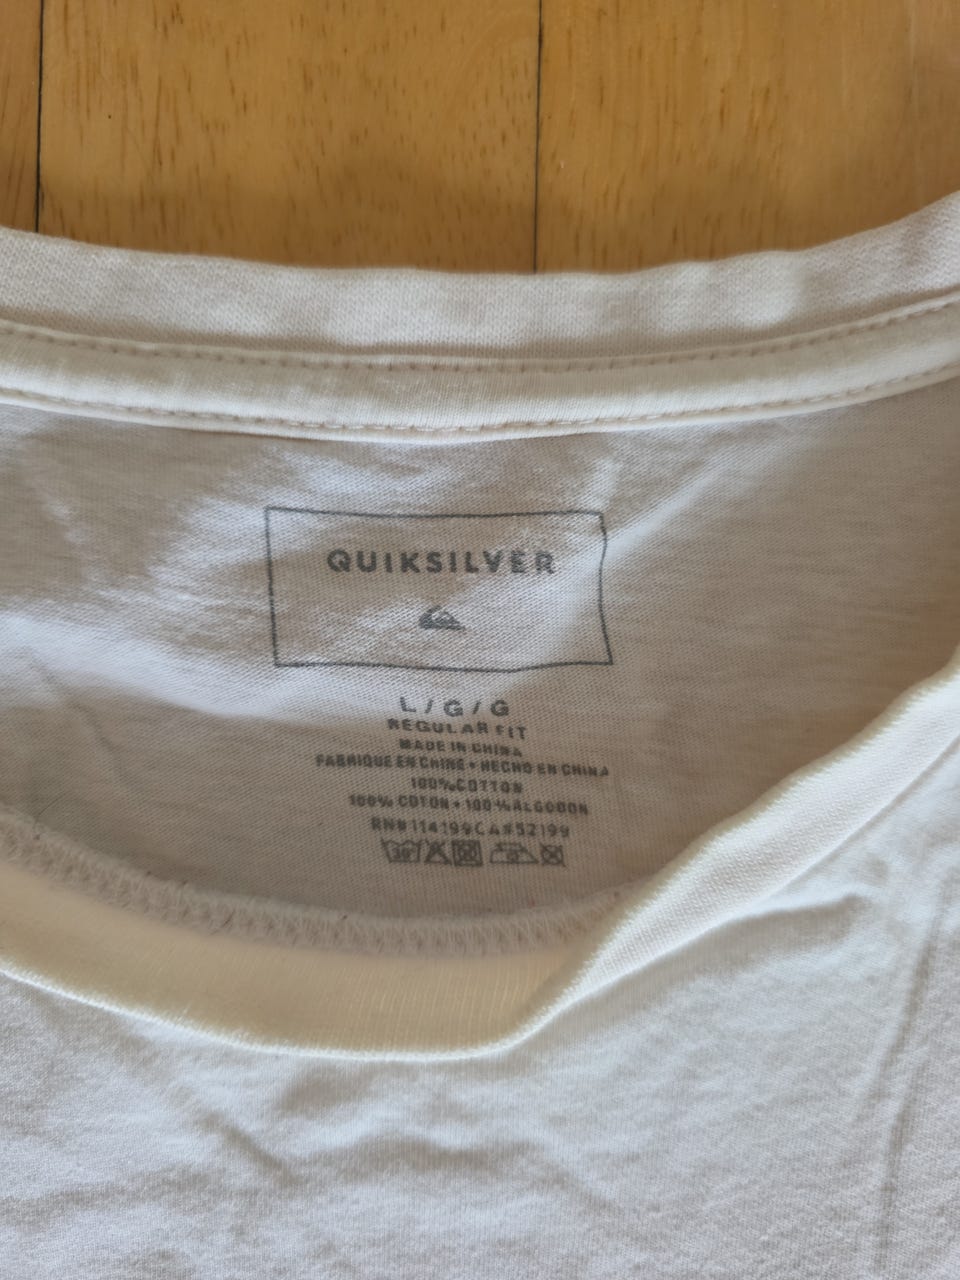 QUIKSILVER
L/G/G
REGULAR FIT
MADE IN CHINA
FABRIQUE EN CHINE • HECHO EN CHINA
100% COTTON
100% COTON • 100% ALGODON
RN#114199CA#52199
30°